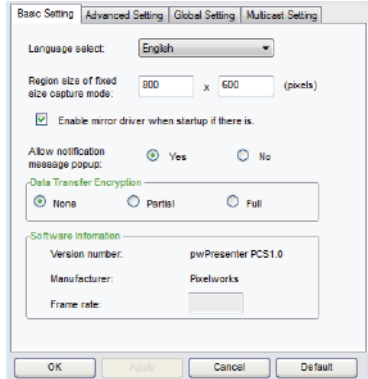 Basic Setting Advanced Setting Global Setting Multicast Setting
Language select: English
Region size of fixed
size capture mode: 800 x 600 (pixels)
Enable mirror driver when startup if there is.
Allow notification
message popup: Yes No
Data Transfer Encryption
None Partial Full
Software Infomation
Version number: pwPresenter PCS1.0
Manufacturer: Pixelworks
Frame rate:
OK Apply Cancel Default